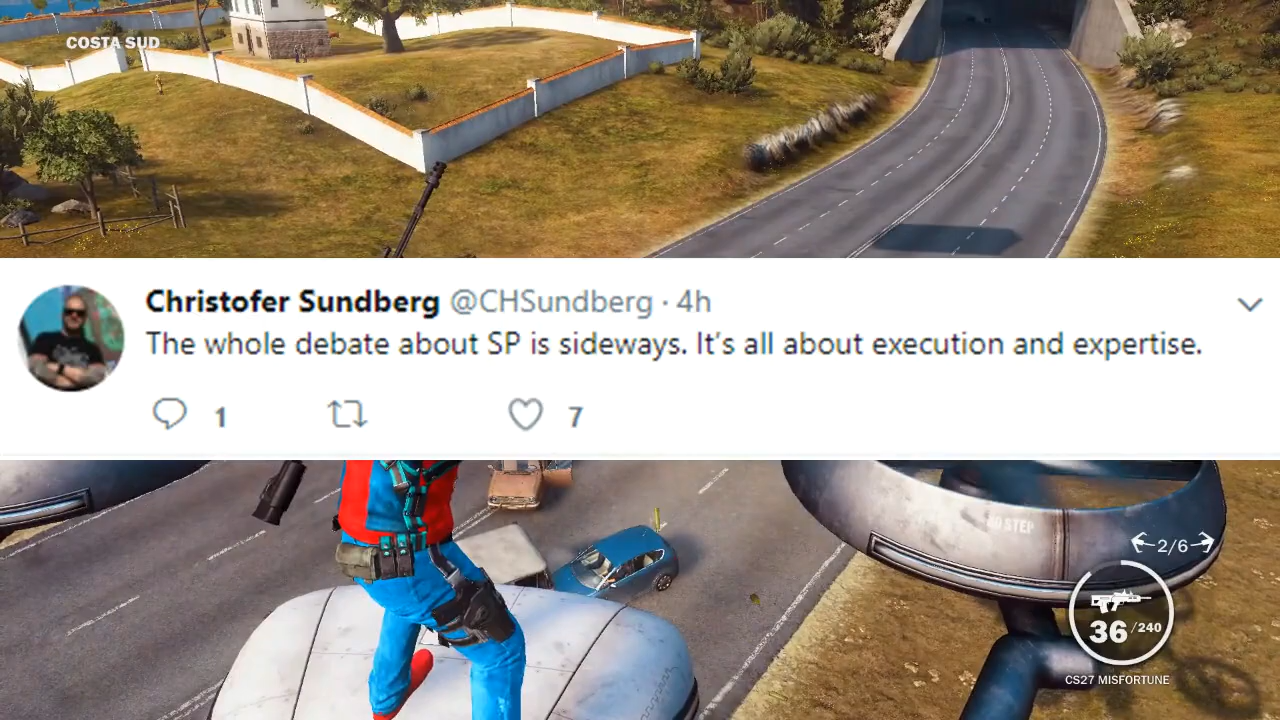 COSTA SUD
Christofer Sundberg @CHSundberg · 4h
The whole debate about SP is sideways. It's all about execution and expertise.
1 7
NO STEP
2/6
36/240
CS27 MISFORTUNE